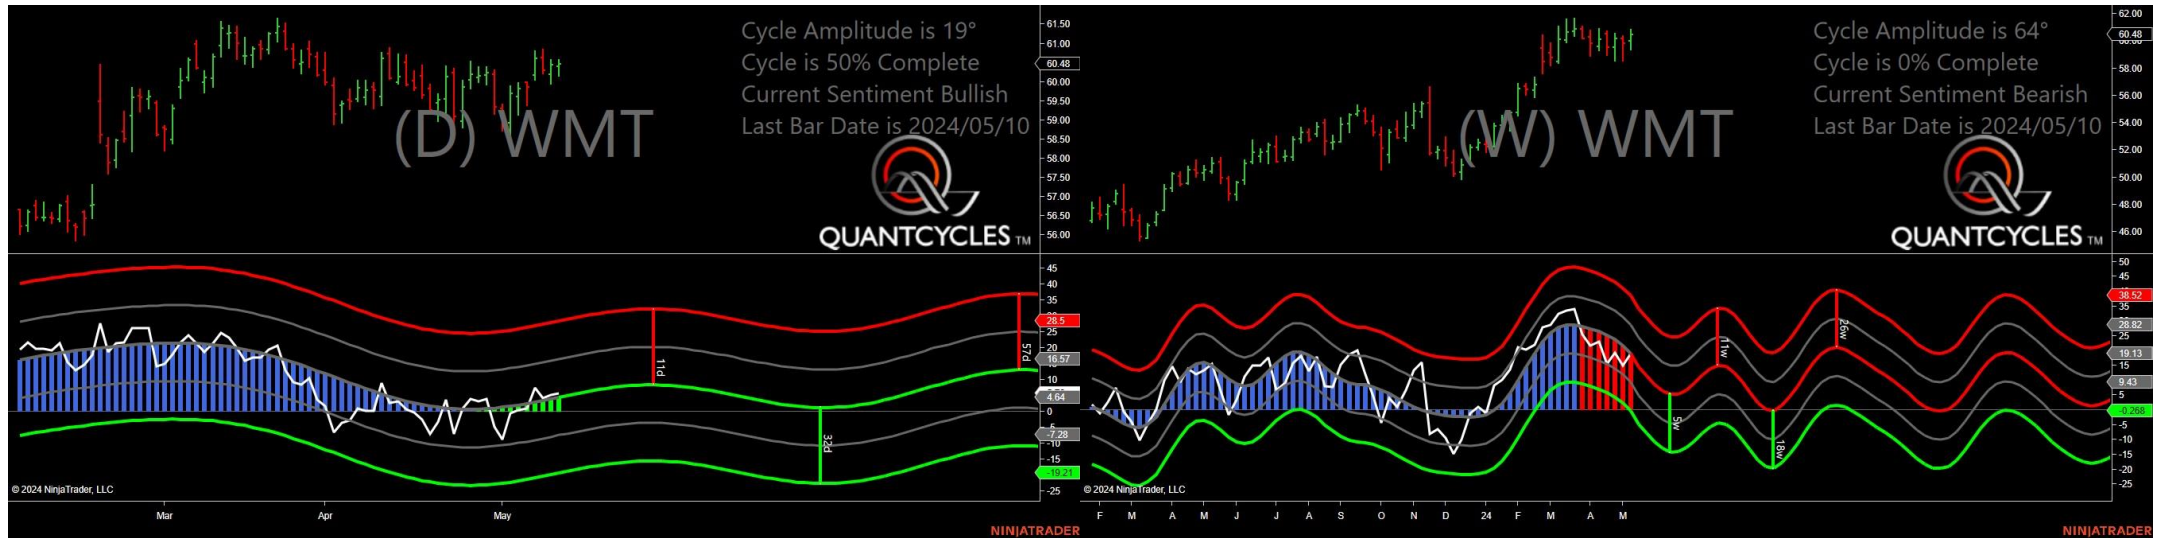 Cycle Amplitude is 19°
Cycle is 50% Complete
Current Sentiment Bullish
Last Bar Date is 2024/05/10
(D) WMT
QUANTCYCLES TM
61.50
61.00
60.48
60.00
59.50
59.00
58.50
58.00
57.50
57.00
56.50
56.00
45
40
35
30
28.5
25
20
16.57
10
4.64
0
-5
-7.28
-10
-15
-19.21
-25
11d
32d
57d
© 2024 NinjaTrader, LLC
Mar
Apr
May
NINJATRADER
Cycle Amplitude is 64°
Cycle is 0% Complete
Current Sentiment Bearish
Last Bar Date is 2024/05/10
(W) WMT
QUANTCYCLES TM
62.00
60.48
58.00
56.00
54.00
52.00
50.00
48.00
46.00
50
45
38.52
35
28.82
25
19.13
15
9.43
5
-0.268
-5
-10
-15
-20
-25
5w
11w
18w
26w
© 2024 NinjaTrader, LLC
F
M
A
M
J
J
A
S
O
N
D
24
F
M
A
M
NINJATRADER